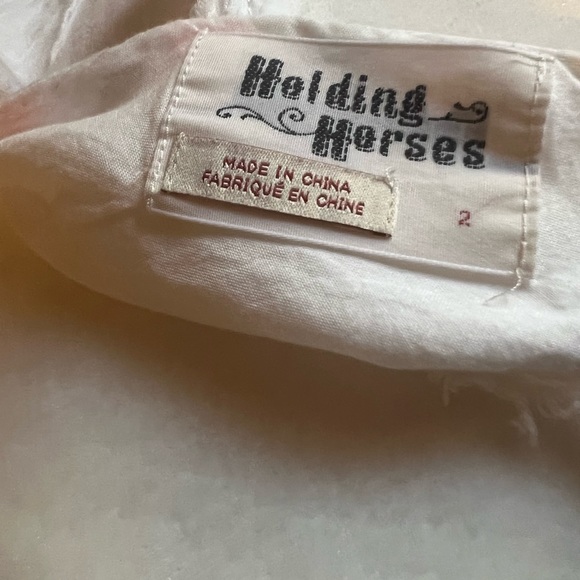 Holding
Horses
MADE IN CHINA
FABRIQUÉ EN CHINE
2